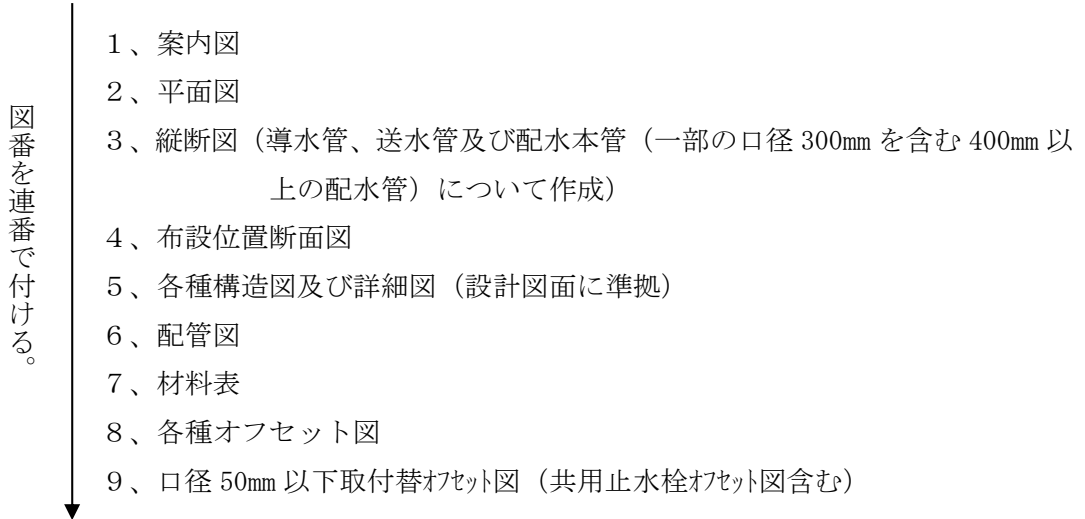 図番を連番で付ける。
１、案内図
２、平面図
３、縦断図（導水管、送水管及び配水本管（一部の口径 300㎜ を含む 400㎜ 以
上の配水管）について作成）
４、布設位置断面図
５、各種構造図及び詳細図（設計図面に準拠）
６、配管図
７、材料表
８、各種オフセット図
９、口径 50㎜ 以下取付替ｵﾌｾｯﾄ図（共用止水栓ｵﾌｾｯﾄ図含む）